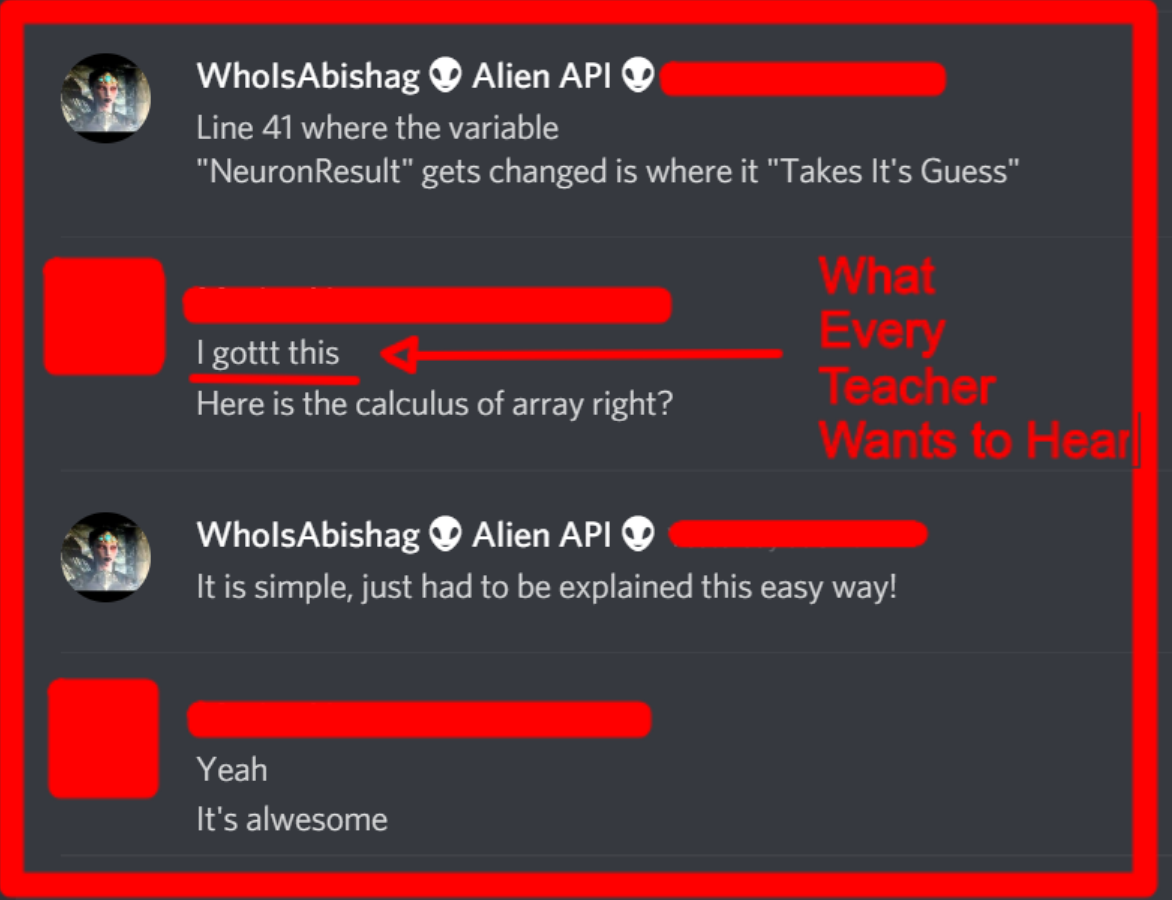 WhoIsAbishag 👽 Alien API 👽
Line 41 where the variable
"NeuronResult" gets changed is where it "Takes It's Guess"
I gottt this
Here is the calculus of array right?
What
Every
Teacher
Wants to Hear
WhoIsAbishag 👽 Alien API 👽
It is simple, just had to be explained this easy way!
Yeah
It's alwesome